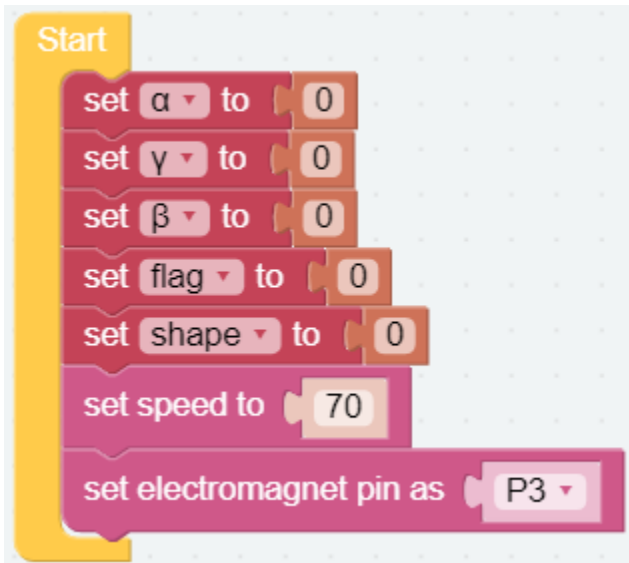 Start
set α to 0
set γ to 0
set β to 0
set flag to 0
set shape to 0
set speed to 70
set electromagnet pin as P3